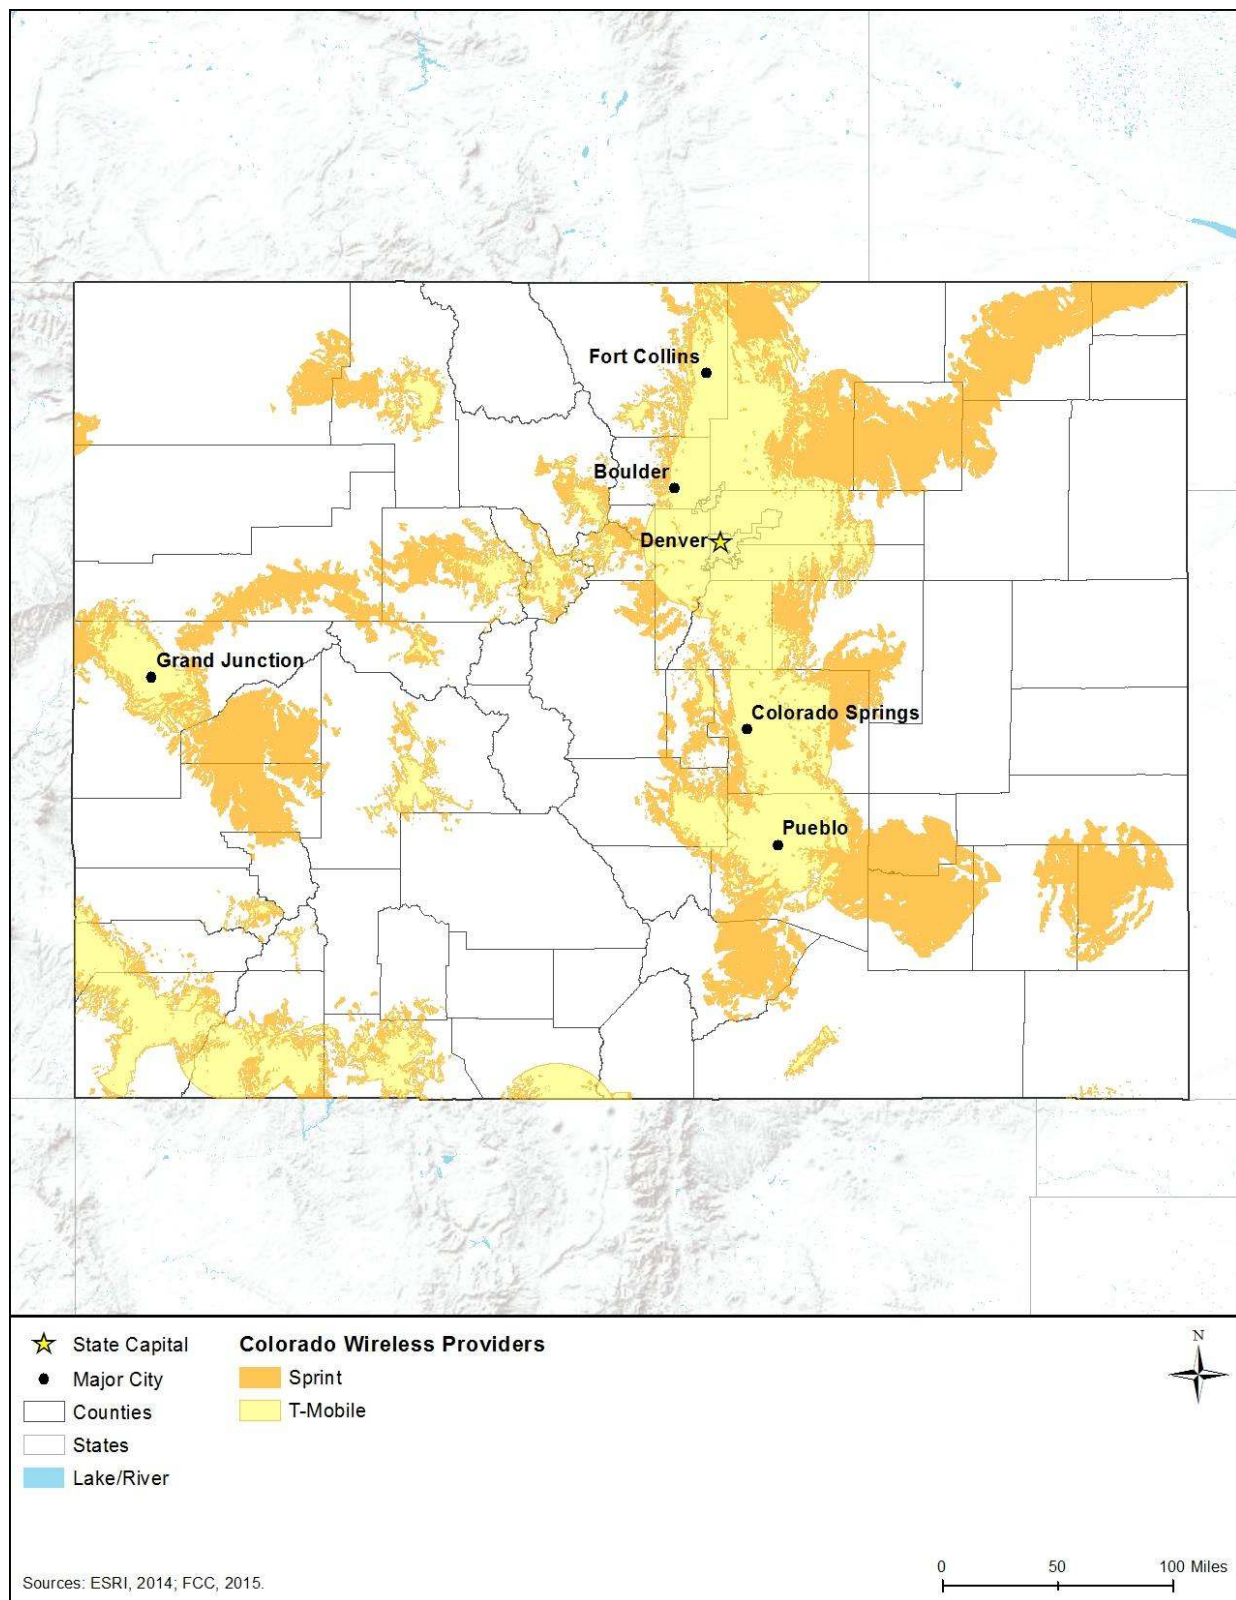 Fort Collins
Boulder
Denver
Grand Junction
Colorado Springs
Pueblo
State Capital
Major City
Counties
States
Lake/River
Colorado Wireless Providers
Sprint
T-Mobile
N
Sources: ESRI, 2014; FCC, 2015.
0 50 100 Miles